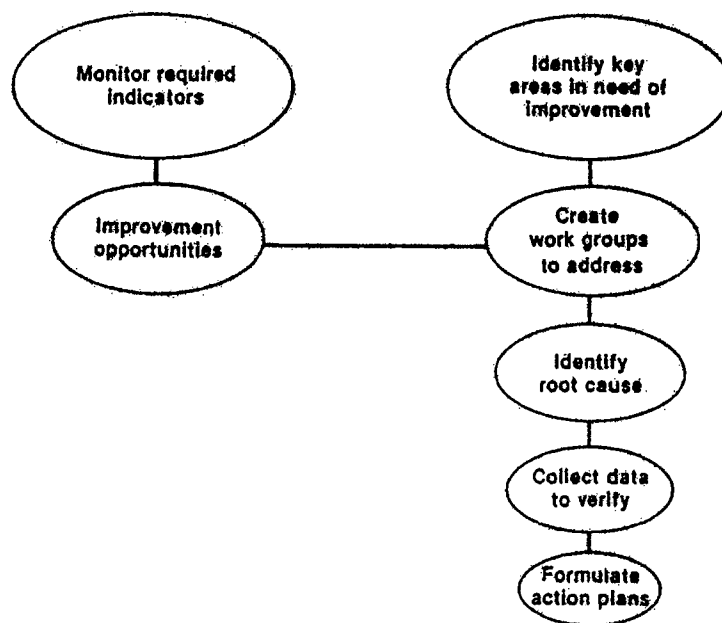 Monitor required
indicators
Identify key
areas in need of
improvement
Improvement
opportunities
Create
work groups
to address
Identify
root cause
Collect data
to verify
Formulate
action plans